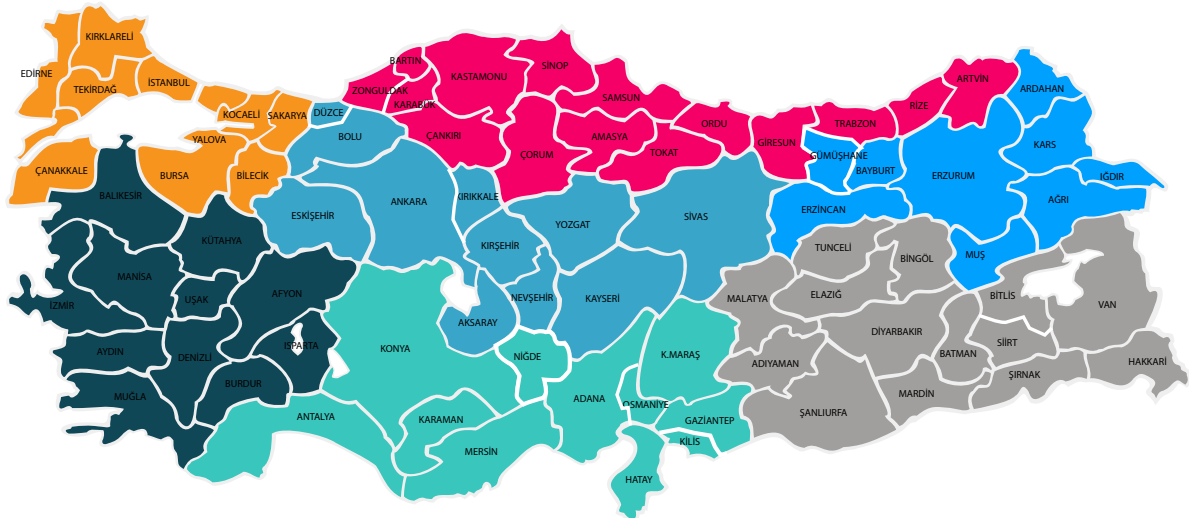 KIRKLARELİ
EDİRNE
TEKİRDAĞ
İSTANBUL
KOCAELİ
SAKARYA
YALOVA
ÇANAKKALE
BURSA
BİLECİK
DÜZCE
BOLU
BARTIN
ZONGULDAK
KARABÜK
KASTAMONU
SİNOP
ÇANKIRI
ÇORUM
SAMSUN
AMASYA
TOKAT
ORDU
GİRESUN
TRABZON
RİZE
ARTVİN
ARDAHAN
KARS
GÜMÜŞHANE
BAYBURT
ERZURUM
IĞDIR
AĞRI
ERZİNCAN
MUŞ
BALIKESİR
KÜTAHYA
MANİSA
UŞAK
AFYON
İZMİR
AYDIN
DENİZLİ
ISPARTA
BURDUR
MUĞLA
ESKİŞEHİR
ANKARA
KIRIKKALE
KIRŞEHİR
YOZGAT
SİVAS
NEVŞEHİR
KAYSERİ
AKSARAY
KONYA
NİĞDE
K.MARAŞ
ADANA
OSMANİYE
GAZİANTEP
KİLİS
ANTALYA
KARAMAN
MERSİN
HATAY
TUNCELİ
BİNGÖL
MALATYA
ELAZIĞ
BİTLİS
VAN
DİYARBAKIR
BATMAN
SİİRT
ADIYAMAN
ŞIRNAK
HAKKARİ
MARDİN
ŞANLIURFA